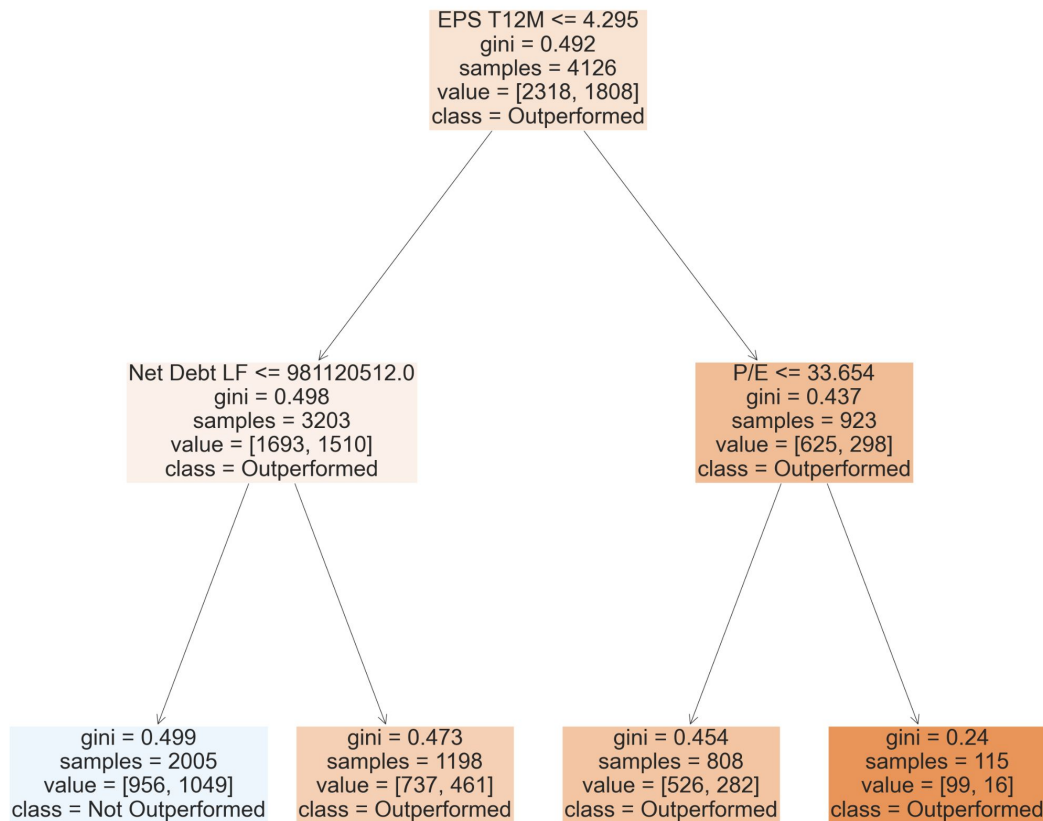 EPS T12M <= 4.295
gini = 0.492
samples = 4126
value = [2318, 1808]
class = Outperformed
Net Debt LF <= 981120512.0
gini = 0.498
samples = 3203
value = [1693, 1510]
class = Outperformed
P/E <= 33.654
gini = 0.437
samples = 923
value = [625, 298]
class = Outperformed
gini = 0.499
samples = 2005
value = [956, 1049]
class = Not Outperformed
gini = 0.473
samples = 1198
value = [737, 461]
class = Outperformed
gini = 0.454
samples = 808
value = [526, 282]
class = Outperformed
gini = 0.24
samples = 115
value = [99, 16]
class = Outperformed